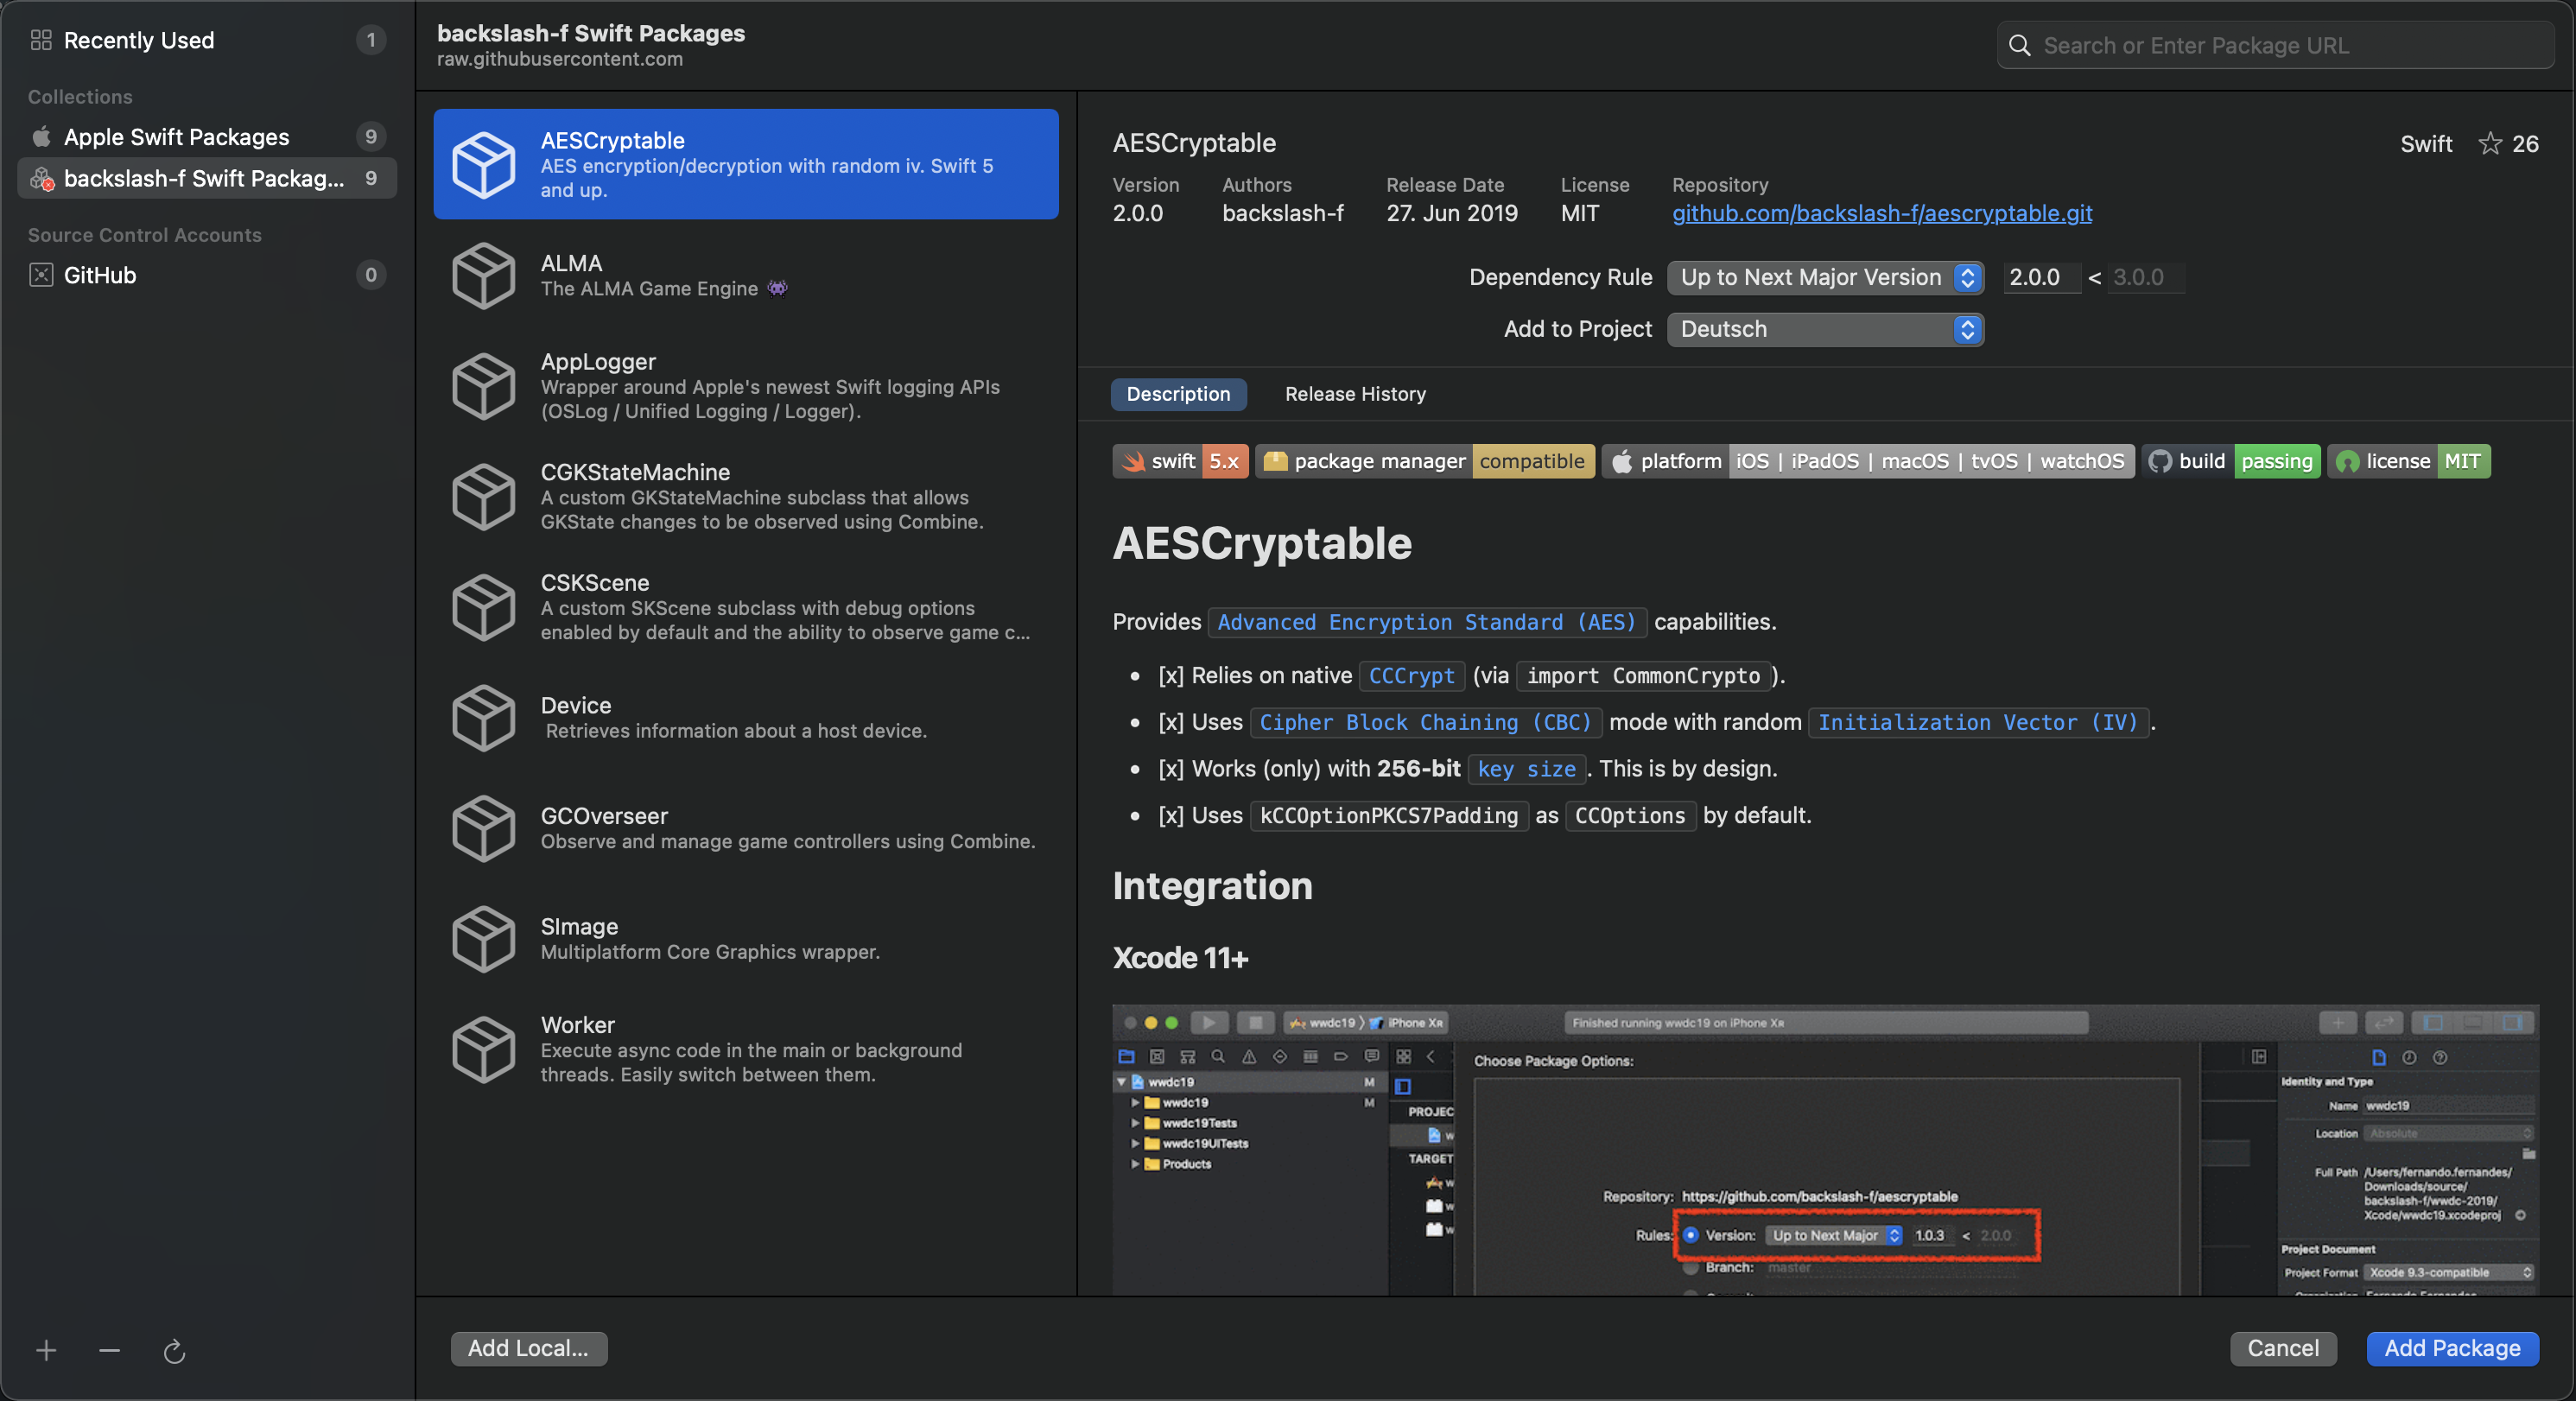 Recently Used 1
Collections
Apple Swift Packages 9
backslash-f Swift Packag... 9
Source Control Accounts
GitHub 0
backslash-f Swift Packages
raw.githubusercontent.com
Search or Enter Package URL
AESCryptable
AES encryption/decryption with random iv. Swift 5
and up.
ALMA
The ALMA Game Engine 👾
AppLogger
Wrapper around Apple's newest Swift logging APIs
(OSLog / Unified Logging / Logger).
CGKStateMachine
A custom GKStateMachine subclass that allows
GKState changes to be observed using Combine.
CSKScene
A custom SKScene subclass with debug options
enabled by default and the ability to observe game c...
Device
Retrieves information about a host device.
GCOverseer
Observe and manage game controllers using Combine.
SImage
Multiplatform Core Graphics wrapper.
Worker
Execute async code in the main or background
threads. Easily switch between them.
AESCryptable Swift 26
Version Authors Release Date License Repository
2.0.0 backslash-f 27. Jun 2019 MIT github.com/backslash-f/aescryptable.git
Dependency Rule Up to Next Major Version 2.0.0 < 3.0.0
Add to Project Deutsch
Description Release History
swift 5.x package manager compatible platform iOS | iPadOS | macOS | tvOS | watchOS build passing license MIT
AESCryptable
Provides Advanced Encryption Standard (AES) capabilities.
• [x] Relies on native CCCrypt (via import CommonCrypto).
• [x] Uses Cipher Block Chaining (CBC) mode with random Initialization Vector (IV).
• [x] Works (only) with 256-bit key size. This is by design.
• [x] Uses kCCOptionPKCS7Padding as CCOptions by default.
Integration
Xcode 11+
wwdc19 iPhone XR Finished running wwdc19 on iPhone XR
wwdc19 M
wwdc19 M
wwdc19Tests
wwdc19UITests
Products
PROJEC
w
TARGET
w
w
w
Choose Package Options:
Repository: https://github.com/backslash-f/aescryptable
Rules: Version: Up to Next Major 1.0.3 < 2.0.0
Branch: master
Identity and Type
Name wwdc19
Location Absolute
Full Path /Users/fernando.fernandes/
Downloads/source/
backslash-f/wwdc-2019/
Xcode/wwdc19.xcodeproj
Project Document
Project Format Xcode 9.3-compatible
Add Local...
Cancel
Add Package